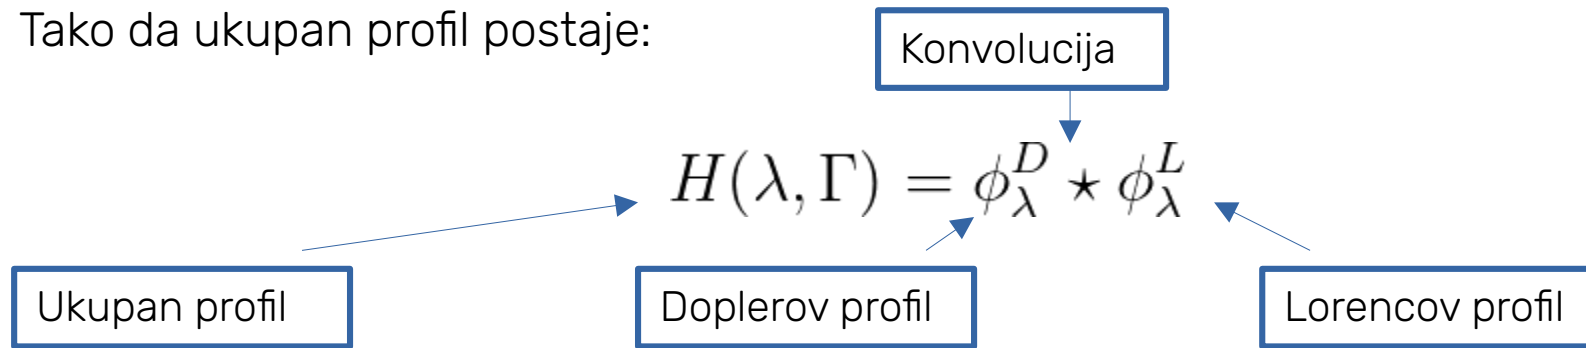 Tako da ukupan profil postaje:
Konvolucija
H(λ, Γ) = ϕ_λ^D ⋆ ϕ_λ^L
Ukupan profil
Doplerov profil
Lorencov profil